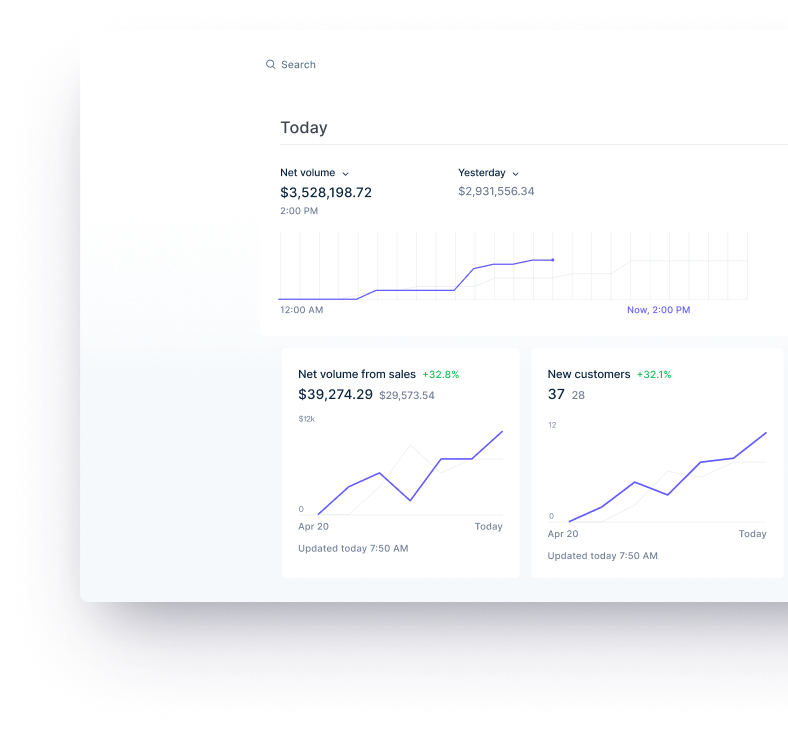 Search
Today
Net volume
Yesterday
$3,528,198.72
$2,931,556.34
2:00 PM
12:00 AM
Now, 2:00 PM
Net volume from sales +32.8%
$39,274.29 $29,573.54
$12k
0
Apr 20
Today
Updated today 7:50 AM
New customers +32.1%
37 28
12
0
Apr 20
Today
Updated today 7:50 AM